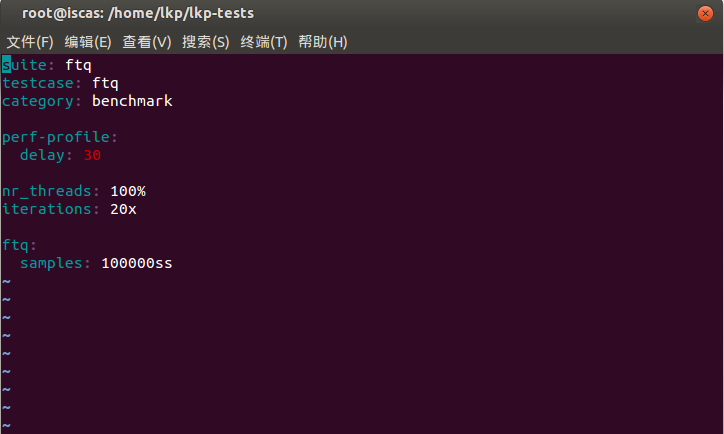 root@iscas: /home/lkp/lkp-tests
文件(F) 编辑(E) 查看(V) 搜索(S) 终端(T) 帮助(H)
suite: ftq
testcase: ftq
category: benchmark
perf-profile:
  delay: 30
nr_threads: 100%
iterations: 20x
ftq:
  samples: 100000ss
~
~
~
~
~
~
~
~
~